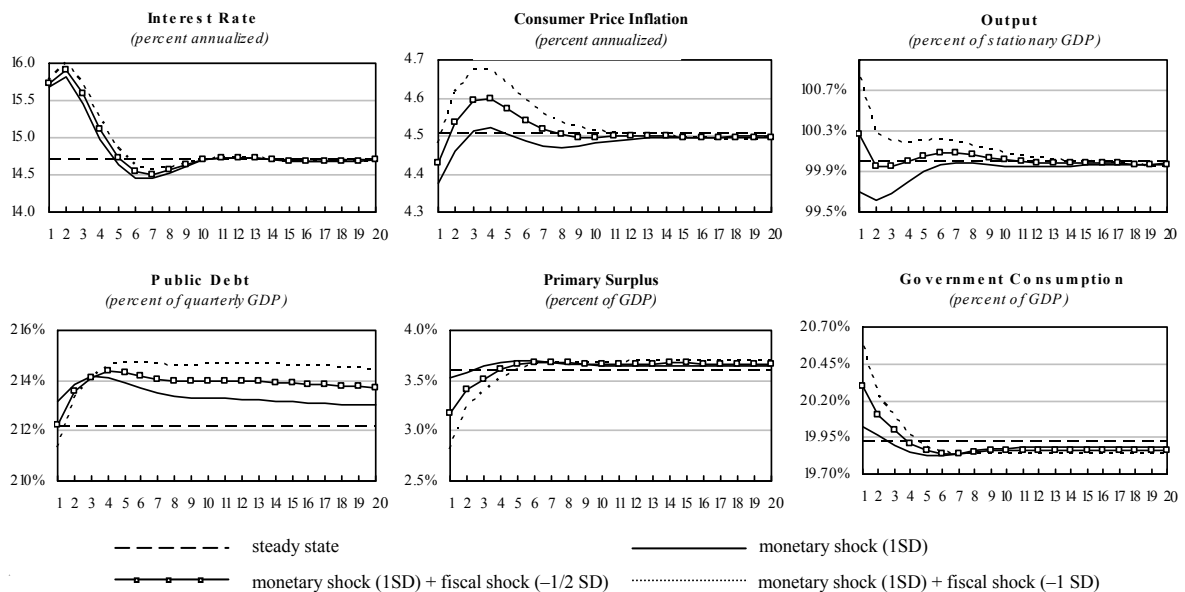 Interest Rate
(percent annualized)
16.0
15.5
15.0
14.5
14.0
1 2 3 4 5 6 7 8 9 10 11 12 13 14 15 16 17 18 19 20
Consumer Price Inflation
(percent annualized)
4.7
4.6
4.5
4.4
4.3
1 2 3 4 5 6 7 8 9 10 11 12 13 14 15 16 17 18 19 20
Output
(percent of stationary GDP)
100.7%
100.3%
99.9%
99.5%
1 2 3 4 5 6 7 8 9 10 11 12 13 14 15 16 17 18 19 20
Public Debt
(percent of quarterly GDP)
216%
214%
212%
210%
1 2 3 4 5 6 7 8 9 10 11 12 13 14 15 16 17 18 19 20
Primary Surplus
(percent of GDP)
4.0%
3.5%
3.0%
2.5%
1 2 3 4 5 6 7 8 9 10 11 12 13 14 15 16 17 18 19 20
Government Consumption
(percent of GDP)
20.70%
20.45%
20.20%
19.95%
19.70%
1 2 3 4 5 6 7 8 9 10 11 12 13 14 15 16 17 18 19 20
steady state
monetary shock (1SD)
monetary shock (1SD) + fiscal shock (–1/2 SD)
monetary shock (1SD) + fiscal shock (–1 SD)